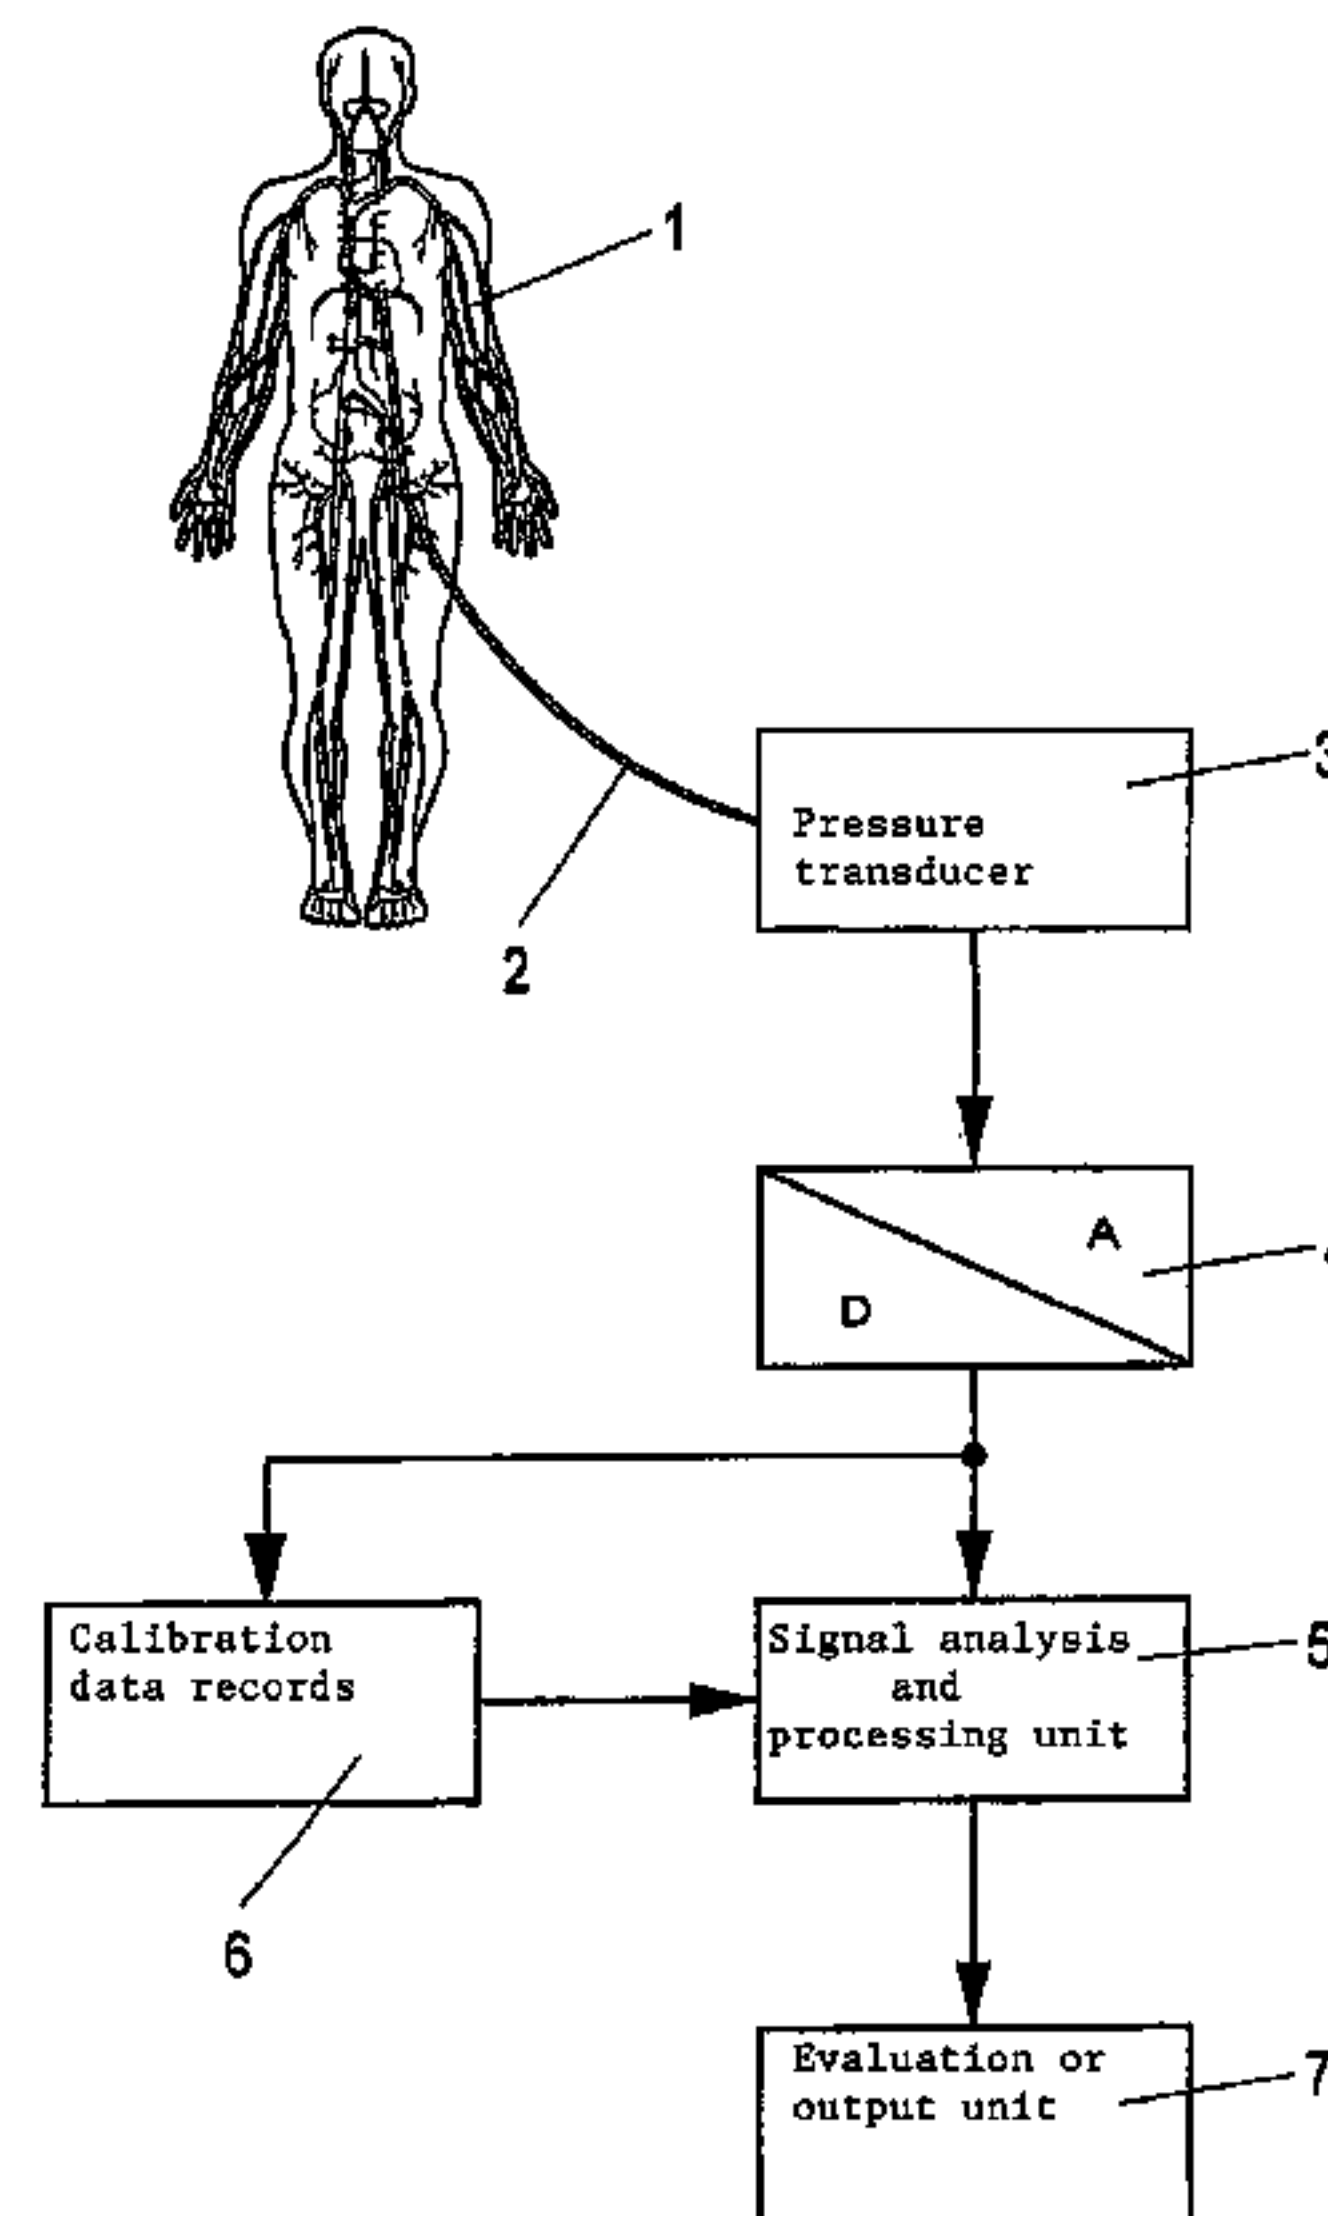 1
2
3
Pressure
transducer
A
D
Calibration
data records
Signal analysis
and
processing unit
5
6
Evaluation or
output unit
7